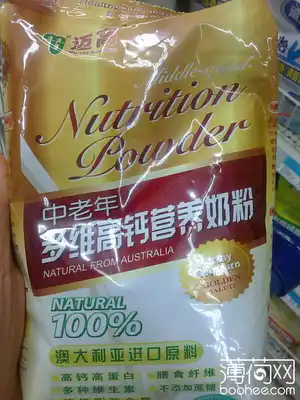 迈高
Middle-aged
Nutrition
Powder
中老年
多维高钙营养奶粉
NATURAL FROM AUSTRALIA
GOLDEN
NATURAL
100%
澳大利亚进口原料
高钙高蛋白
膳食纤维
多种维生素
不添加蔗糖
薄荷网
boohee.com